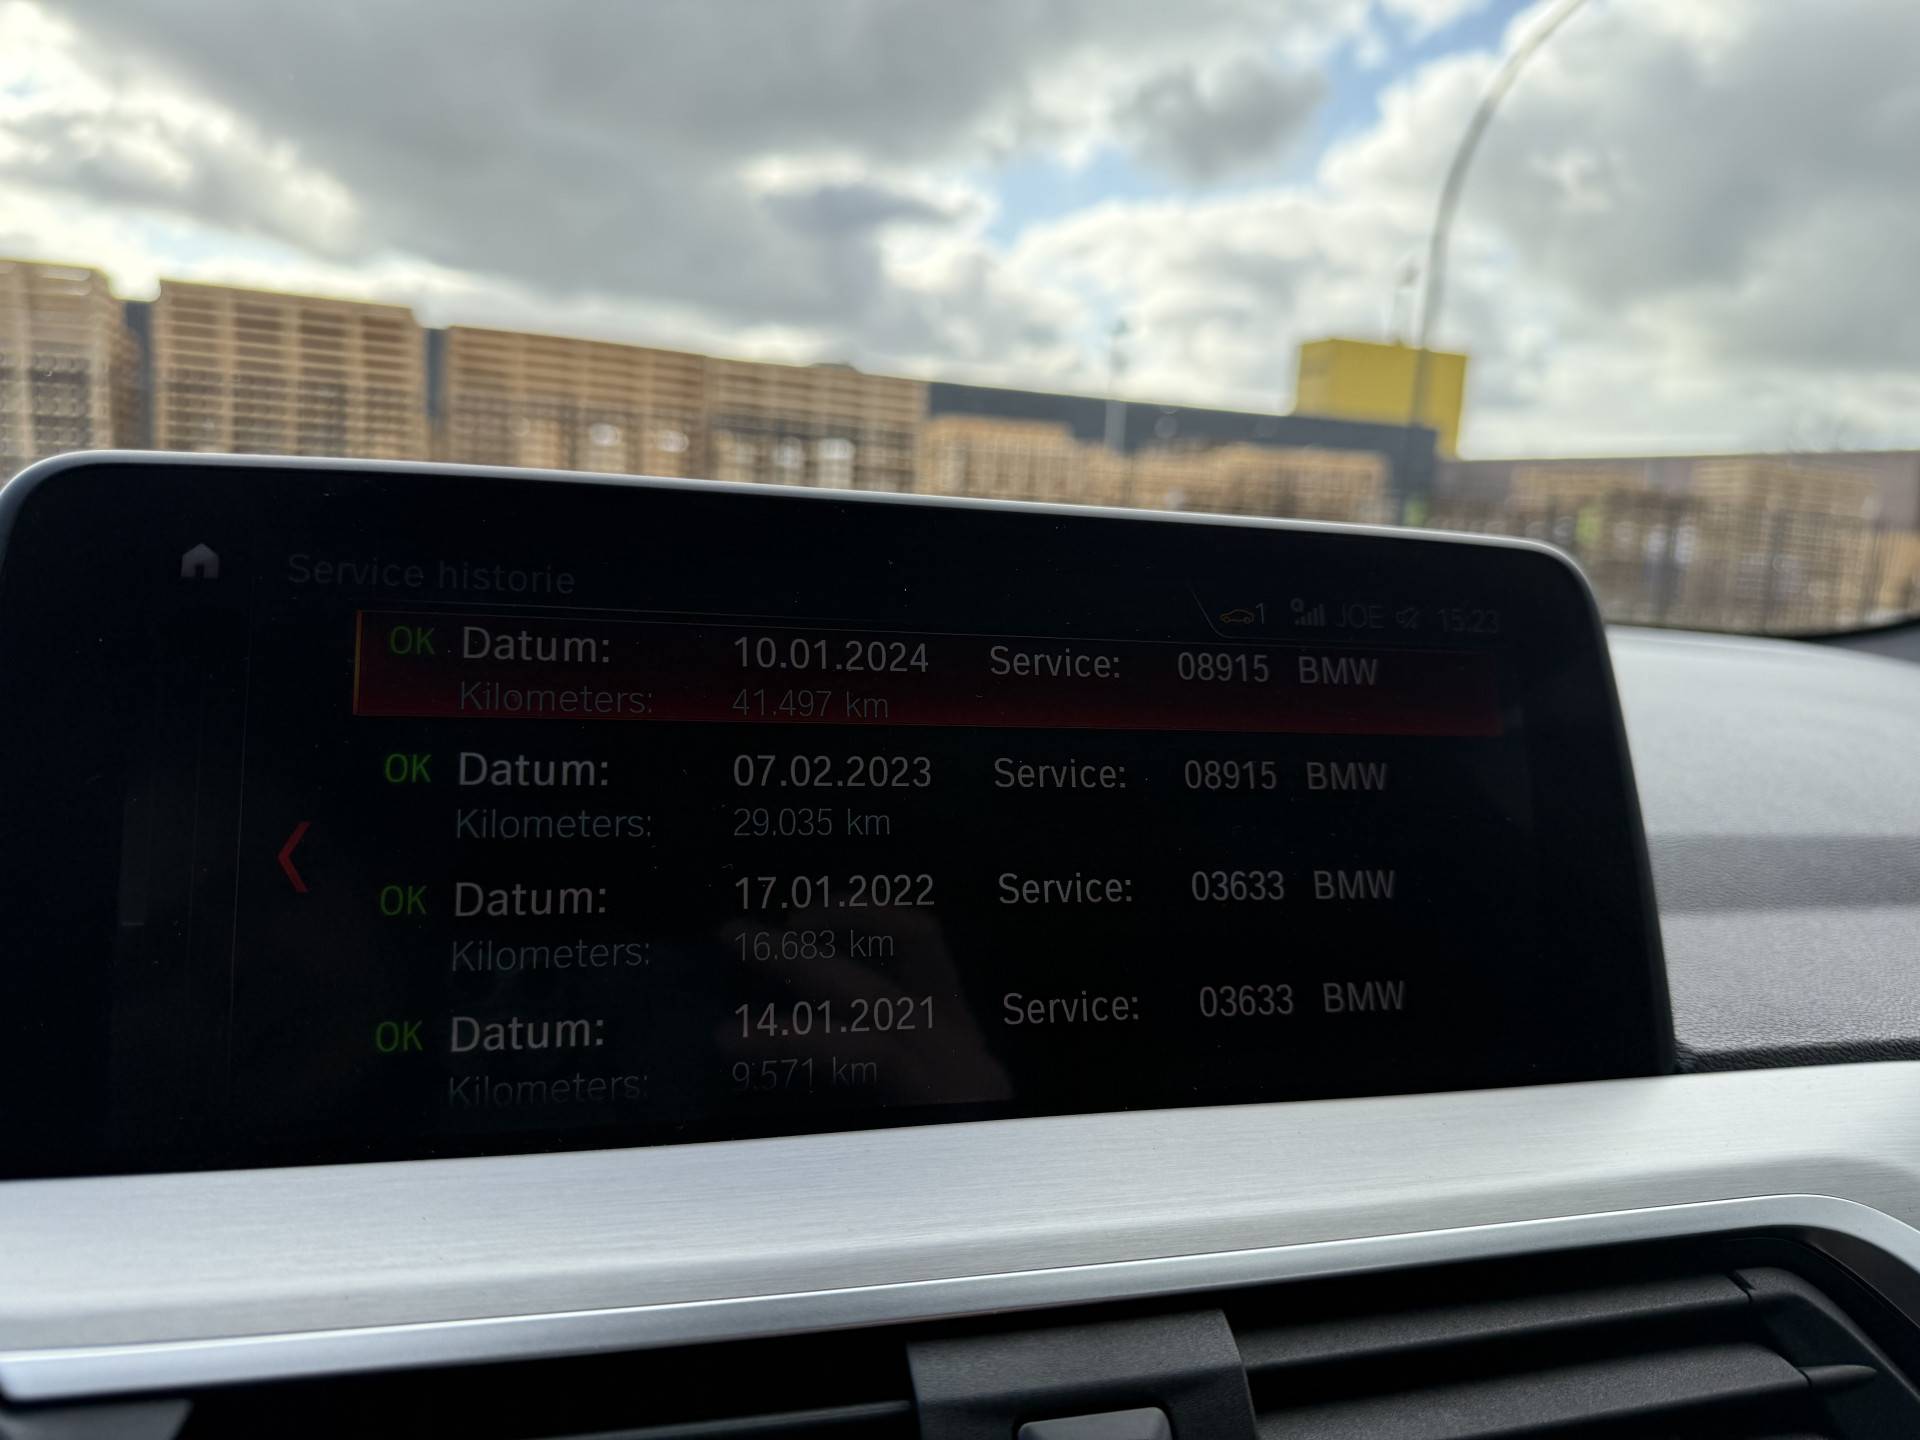 Service historie
1 JOE 15:23
OK Datum: 10.01.2024 Service: 08915 BMW
Kilometers: 41.497 km
OK Datum: 07.02.2023 Service: 08915 BMW
Kilometers: 29.035 km
OK Datum: 17.01.2022 Service: 03633 BMW
Kilometers: 16.683 km
OK Datum: 14.01.2021 Service: 03633 BMW
Kilometers: 9.571 km